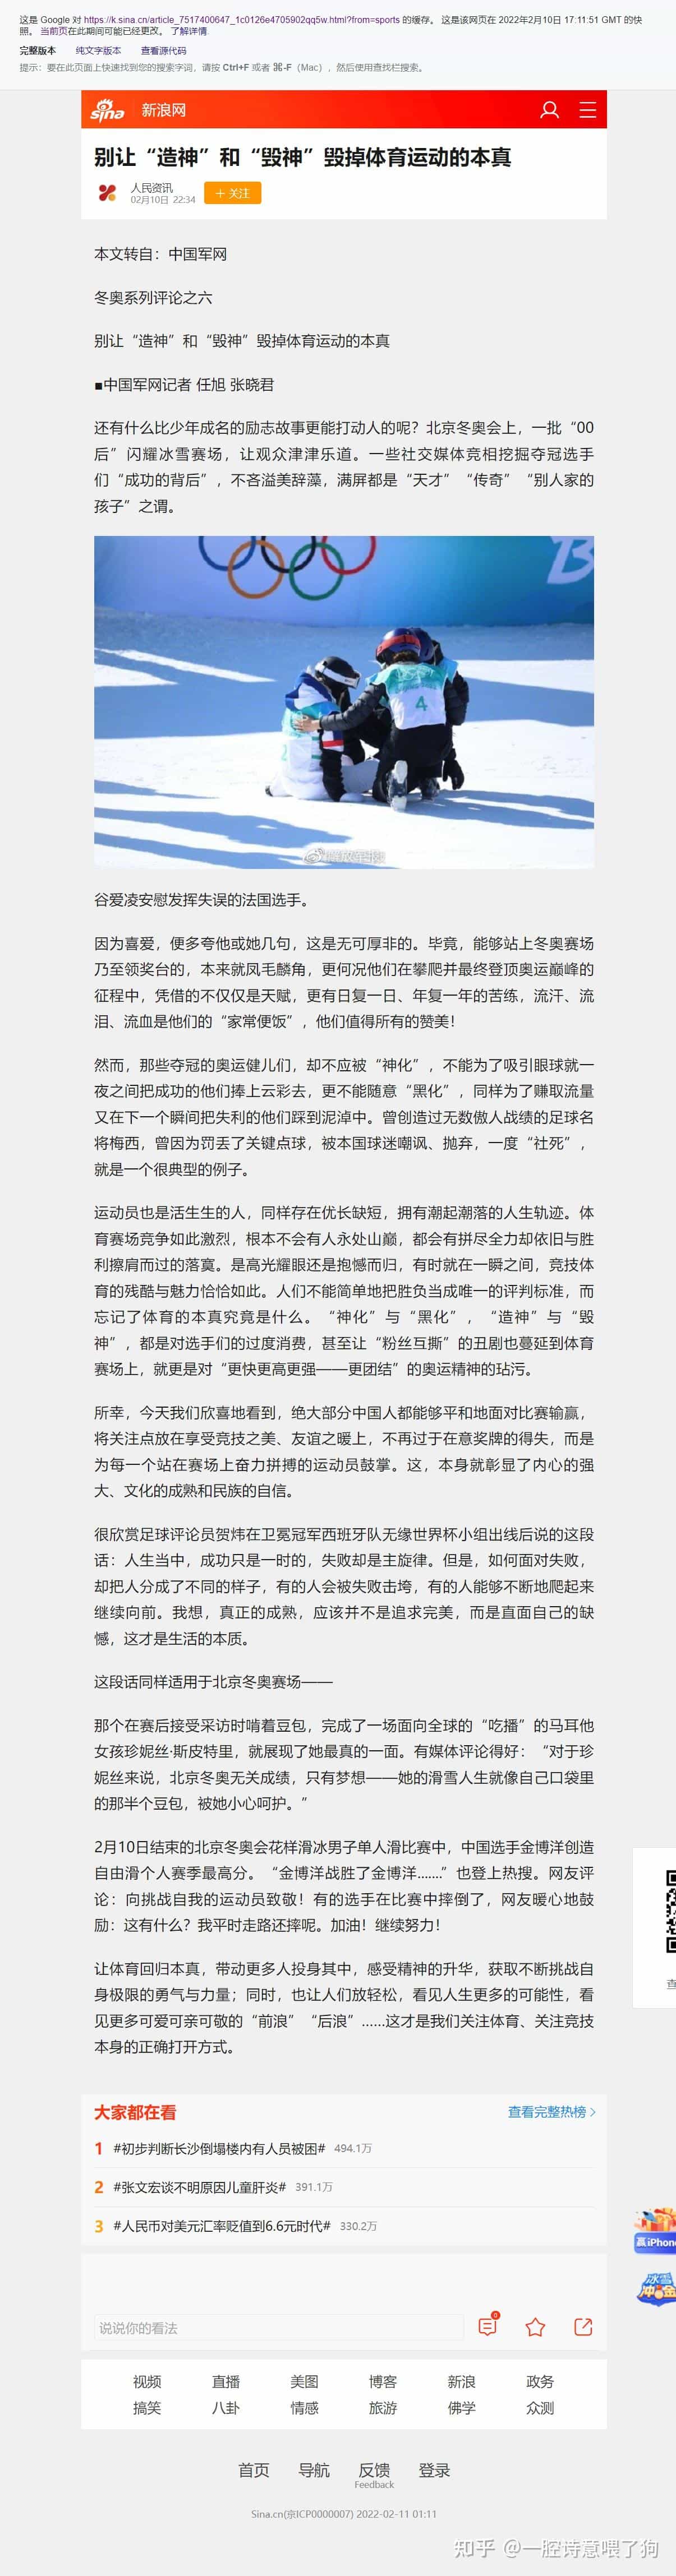 这是 Google 对 https://k.sina.cn/article_7517400647_1c0126e4705902qq5w.html?from=sports 的缓存。 这是该网页在 2022年2月10日 17:11:51 GMT 的快
照。 当前页在此期间可能已经更改。 了解详情.
完整版本 纯文字版本 查看源代码
提示：要在此页面上快速找到您的搜索字词，请按 Ctrl+F 或者 ⌘-F（Mac），然后使用查找栏搜索。
sina 新浪网
别让“造神”和“毁神”毁掉体育运动的本真
人民资讯
02月10日 22:34
+ 关注
本文转自：中国军网
冬奥系列评论之六
别让“造神”和“毁神”毁掉体育运动的本真
■中国军网记者 任旭 张晓君
还有什么比少年成名的励志故事更能打动人的呢？北京冬奥会上，一批“00
后”闪耀冰雪赛场，让观众津津乐道。一些社交媒体竞相挖掘夺冠选手
们“成功的背后”，不吝溢美辞藻，满屏都是“天才”“传奇”“别人家的
孩子”之谓。
4
谷爱凌安慰发挥失误的法国选手。
因为喜爱，便多夸他或她几句，这是无可厚非的。毕竟，能够站上冬奥赛场
乃至领奖台的，本来就凤毛麟角，更何况他们在攀爬并最终登顶奥运巅峰的
征程中，凭借的不仅仅是天赋，更有日复一日、年复一年的苦练，流汗、流
泪、流血是他们的“家常便饭”，他们值得所有的赞美！
然而，那些夺冠的奥运健儿们，却不应被“神化”，不能为了吸引眼球就一
夜之间把成功的他们捧上云彩去，更不能随意“黑化”，同样为了赚取流量
又在下一个瞬间把失利的他们踩到泥淖中。曾创造过无数傲人战绩的足球名
将梅西，曾因为罚丢了关键点球，被本国球迷嘲讽、抛弃，一度“社死”，
就是一个很典型的例子。
运动员也是活生生的人，同样存在优长缺短，拥有潮起潮落的人生轨迹。体
育赛场竞争如此激烈，根本不会有人永处山巅，都会有拼尽全力却依旧与胜
利擦肩而过的落寞。是高光耀眼还是抱憾而归，有时就在一瞬之间，竞技体
育的残酷与魅力恰恰如此。人们不能简单地把胜负当成唯一的评判标准，而
忘记了体育的本真究竟是什么。“神化”与“黑化”，“造神”与“毁
神”，都是对选手们的过度消费，甚至让“粉丝互撕”的丑剧也蔓延到体育
赛场上，就更是对“更快更高更强——更团结”的奥运精神的玷污。
所幸，今天我们欣喜地看到，绝大部分中国人都能够平和地面对比赛输赢，
将关注点放在享受竞技之美、友谊之暖上，不再过于在意奖牌的得失，而是
为每一个站在赛场上奋力拼搏的运动员鼓掌。这，本身就彰显了内心的强
大、文化的成熟和民族的自信。
很欣赏足球评论员贺炜在卫冕冠军西班牙队无缘世界杯小组出线后说的这段
话：人生当中，成功只是一时的，失败却是主旋律。但是，如何面对失败，
却把人分成了不同的样子，有的人会被失败击垮，有的人能够不断地爬起来
继续向前。我想，真正的成熟，应该并不是追求完美，而是直面自己的缺
憾，这才是生活的本质。
这段话同样适用于北京冬奥赛场——
那个在赛后接受采访时啃着豆包，完成了一场面向全球的“吃播”的马耳他
女孩珍妮丝·斯皮特里，就展现了她最真的一面。有媒体评论得好：“对于珍
妮丝来说，北京冬奥无关成绩，只有梦想——她的滑雪人生就像自己口袋里
的那半个豆包，被她小心呵护。”
2月10日结束的北京冬奥会花样滑冰男子单人滑比赛中，中国选手金博洋创造
自由滑个人赛季最高分。“金博洋战胜了金博洋……”也登上热搜。网友评
论：向挑战自我的运动员致敬！有的选手在比赛中摔倒了，网友暖心地鼓
励：这有什么？我平时走路还摔呢。加油！继续努力！
让体育回归本真，带动更多人投身其中，感受精神的升华，获取不断挑战自
身极限的勇气与力量；同时，也让人们放轻松，看见人生更多的可能性，看
见更多可爱可亲可敬的“前浪”“后浪”……这才是我们关注体育、关注竞技
本身的正确打开方式。
查
大家都在看 查看完整热榜
1 #初步判断长沙倒塌楼内有人员被困# 494.1万
2 #张文宏谈不明原因儿童肝炎# 391.1万
3 #人民币对美元汇率贬值到6.6元时代# 330.2万
赢iPhon
冰雪
冲金
说说你的看法 0
视频 直播 美图 博客 新浪 政务
搞笑 八卦 情感 旅游 佛学 众测
首页 导航 反馈 登录
Feedback
Sina.cn(京ICP0000007) 2022-02-11 01:11
知乎 @一腔诗意喂了狗